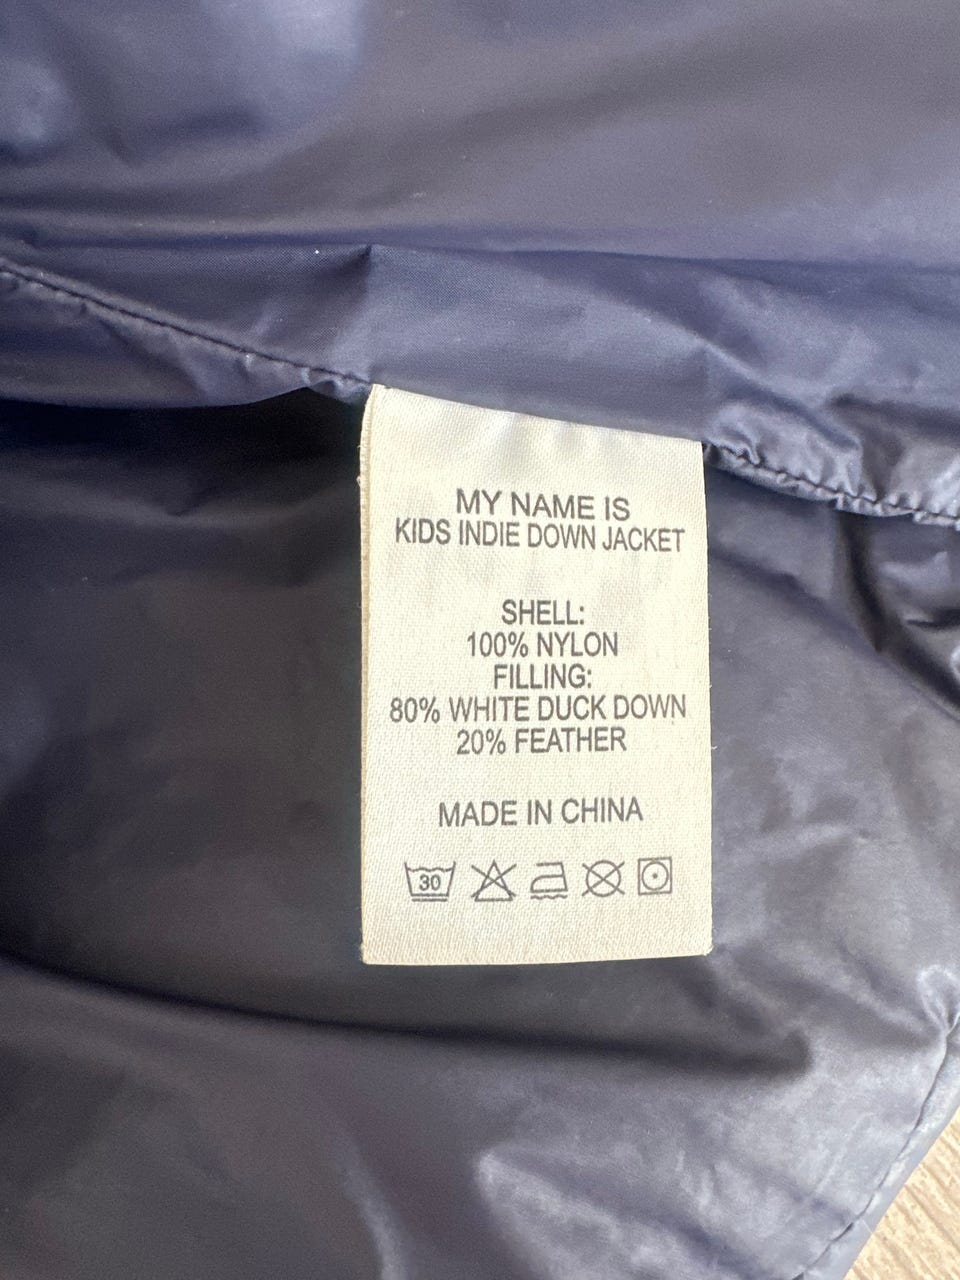 MY NAME IS
KIDS INDIE DOWN JACKET
SHELL:
100% NYLON
FILLING:
80% WHITE DUCK DOWN
20% FEATHER
MADE IN CHINA
30